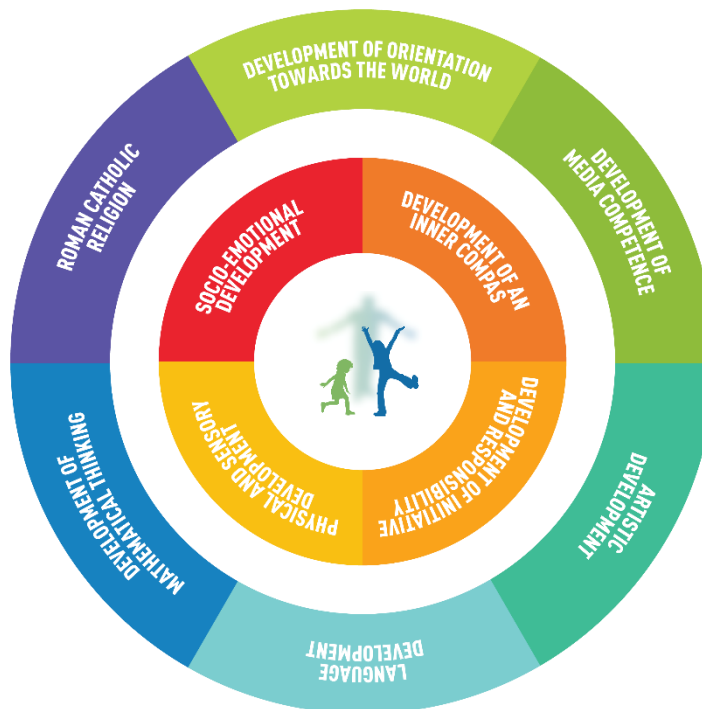 DEVELOPMENT OF ORIENTATION
TOWARDS THE WORLD
DEVELOPMENT OF
MEDIA COMPETENCE
ARTISTIC
DEVELOPMENT
LANGUAGE
DEVELOPMENT
DEVELOPMENT OF
MATHEMATICAL THINKING
ROMAN CATHOLIC
RELIGION
SOCIO-EMOTIONAL
DEVELOPMENT
DEVELOPMENT OF AN
INNER COMPAS
DEVELOPMENT OF INITIATIVE
AND RESPONSIBILITY
PHYSICAL AND SENSORY
DEVELOPMENT